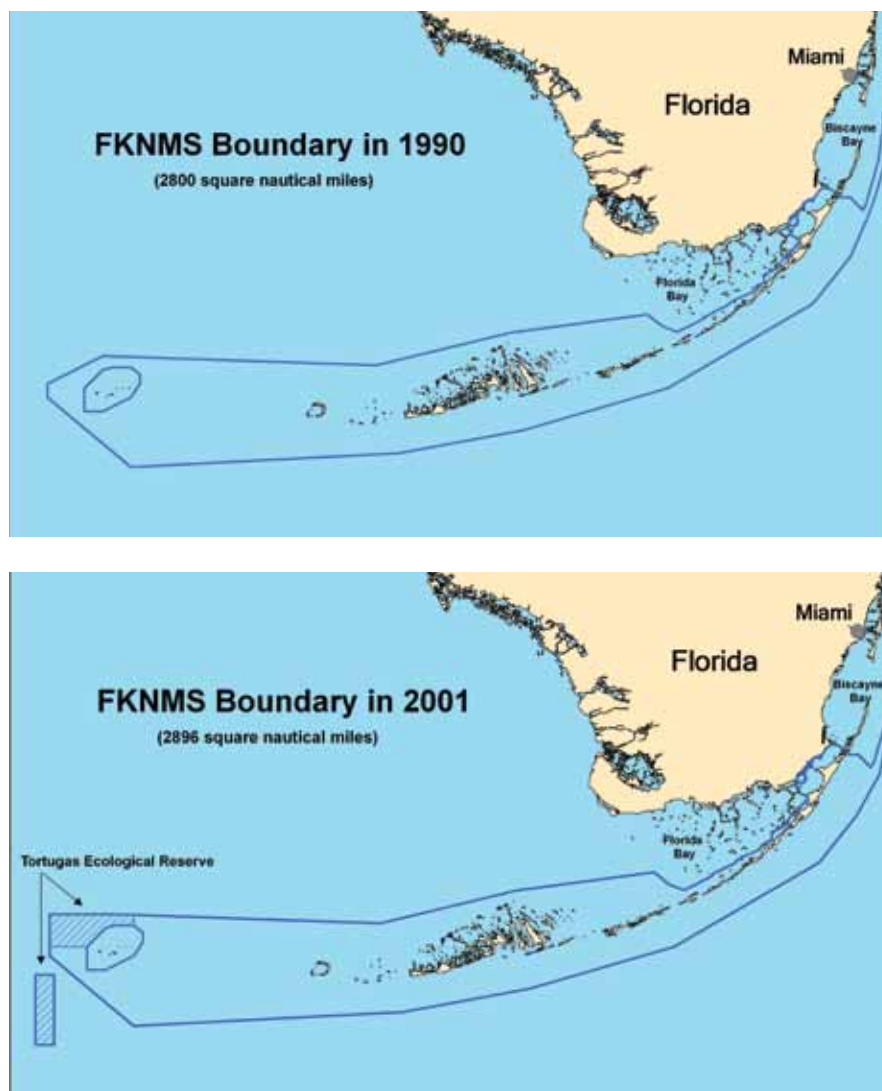 Miami
Florida
Biscayne
Bay
FKNMS Boundary in 1990
(2800 square nautical miles)
Florida
Bay
Miami
Florida
Biscayne
Bay
FKNMS Boundary in 2001
(2896 square nautical miles)
Florida
Bay
Tortugas Ecological Reserve